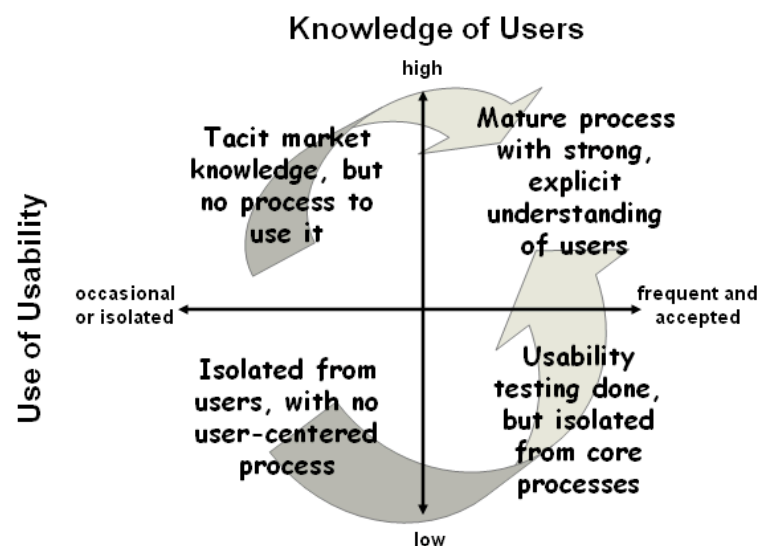 Knowledge of Users
high
Tacit market
knowledge, but
no process to
use it
Mature process
with strong,
explicit
understanding
of users
Use of Usability
occasional
or isolated
frequent and
accepted
Isolated from
users, with no
user-centered
process
Usability
testing done,
but isolated
from core
processes
low